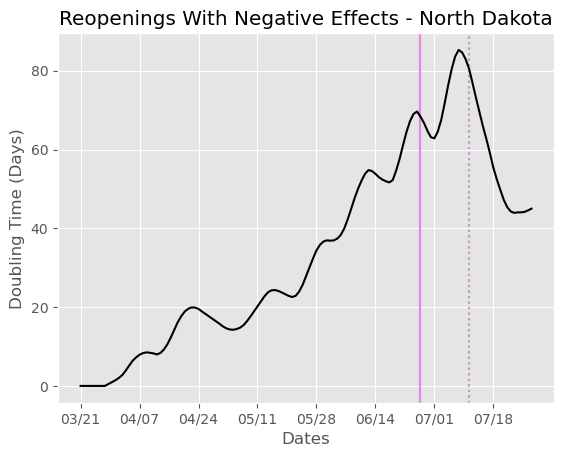 Reopenings With Negative Effects - North Dakota
Doubling Time (Days)
80
60
40
20
0
03/21 04/07 04/24 05/11 05/28 06/14 07/01 07/18
Dates